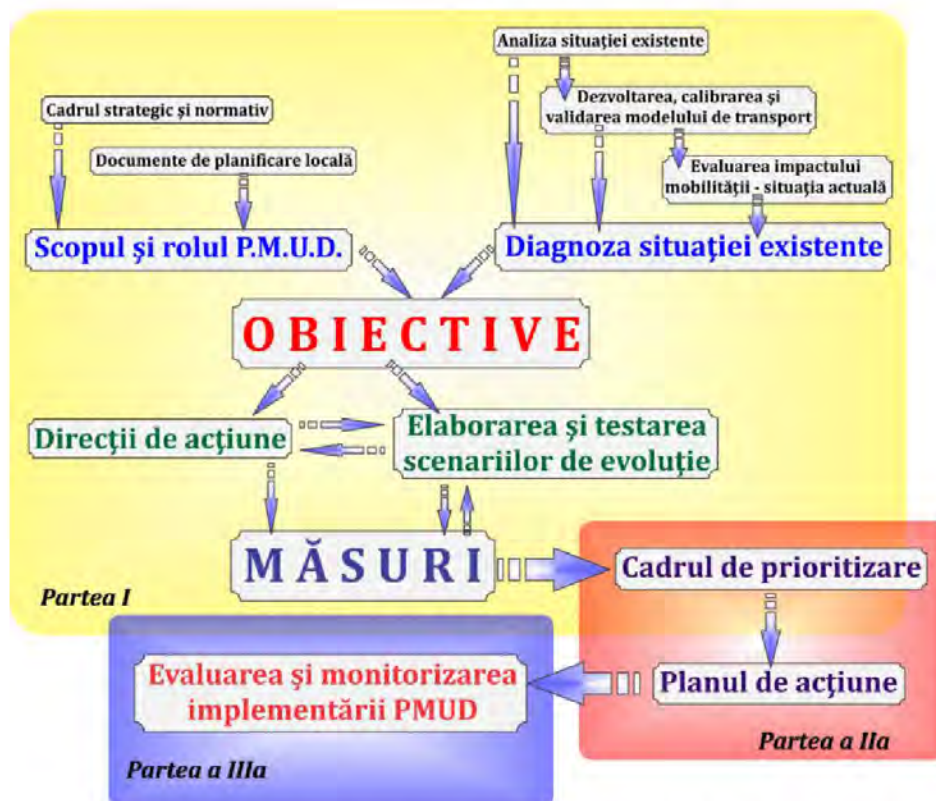 Analiza situației existente
Dezvoltarea, calibrarea și
validarea modelului de transport
Cadrul strategic și normativ
Documente de planificare locală
Evaluarea impactului
mobilității - situația actuală
Scopul și rolul P.M.U.D.
Diagnoza situației existente
O B I E C T I V E
Direcții de acțiune
Elaborarea și testarea
scenariilor de evoluție
M Ă S U R I
Cadrul de prioritizare
Partea I
Evaluarea și monitorizarea
implementării PMUD
Planul de acțiune
Partea a IIa
Partea a IIIa